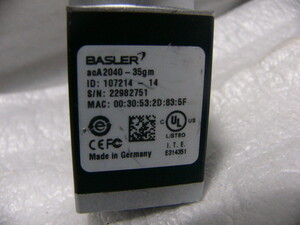 BASLER
acA2040-35gm
ID: 107214 - 14
S/N: 22982751
MAC: 00:30:53:2D:83:5F
e
C UL US
LISTED
CE FC
I. T. E.
Made in Germany
E314351